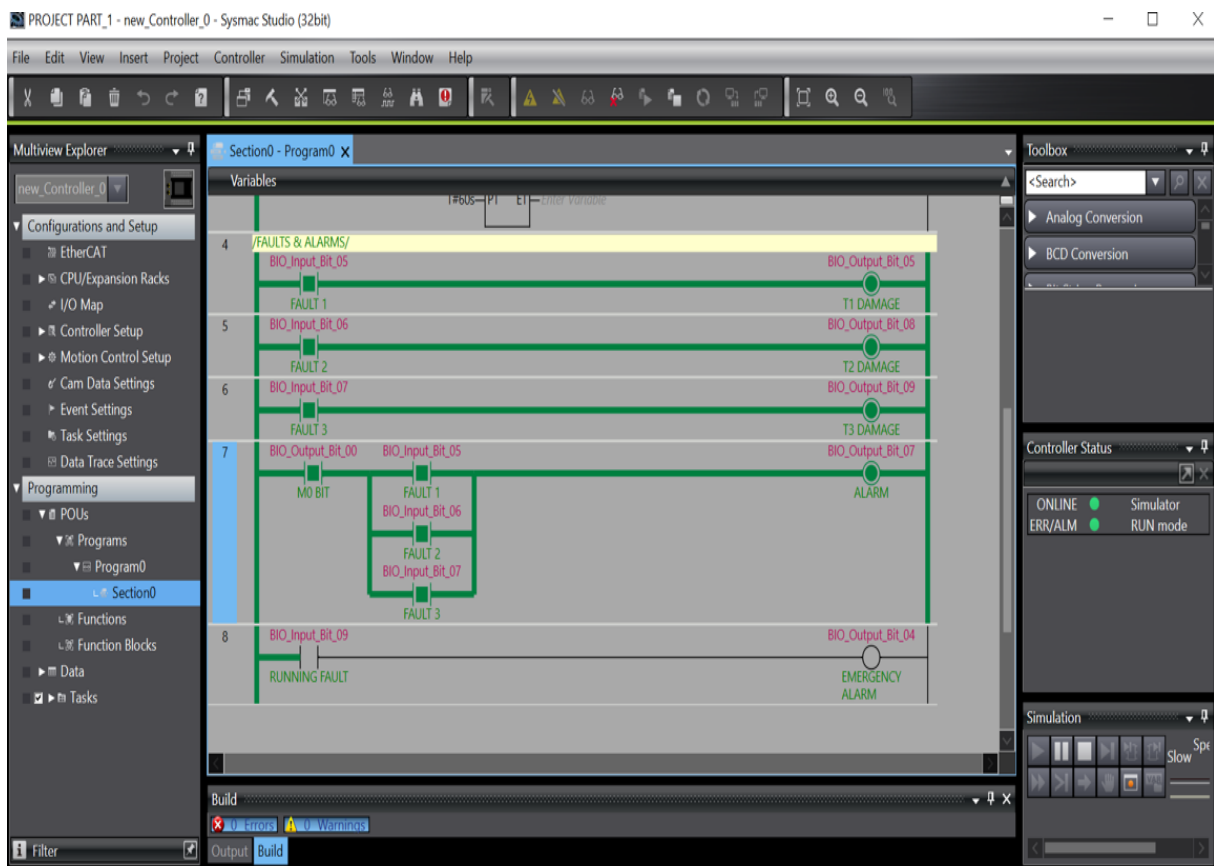 PROJECT PART_1 - new_Controller_0 - Sysmac Studio (32bit)
File Edit View Insert Project Controller Simulation Tools Window Help
Multiview Explorer
new_Controller_0
Configurations and Setup
EtherCAT
CPU/Expansion Racks
I/O Map
Controller Setup
Motion Control Setup
Cam Data Settings
Event Settings
Task Settings
Data Trace Settings
Programming
POUs
Programs
Program0
Section0
Functions
Function Blocks
Data
Tasks
Filter
Section0 - Program0
Variables
T#60s PT ET Enter Variable
4 /FAULTS & ALARMS/
BIO_Input_Bit_05 BIO_Output_Bit_05
FAULT 1 T1 DAMAGE
5 BIO_Input_Bit_06 BIO_Output_Bit_08
FAULT 2 T2 DAMAGE
6 BIO_Input_Bit_07 BIO_Output_Bit_09
FAULT 3 T3 DAMAGE
7 BIO_Output_Bit_00 BIO_Input_Bit_05 BIO_Output_Bit_07
M0 BIT FAULT 1 ALARM
BIO_Input_Bit_06
FAULT 2
BIO_Input_Bit_07
FAULT 3
8 BIO_Input_Bit_09 BIO_Output_Bit_04
RUNNING FAULT EMERGENCY
ALARM
Build
0 Errors 0 Warnings
Output Build
Toolbox
<Search>
Analog Conversion
BCD Conversion
Controller Status
ONLINE Simulator
ERR/ALM RUN mode
Simulation
Slow